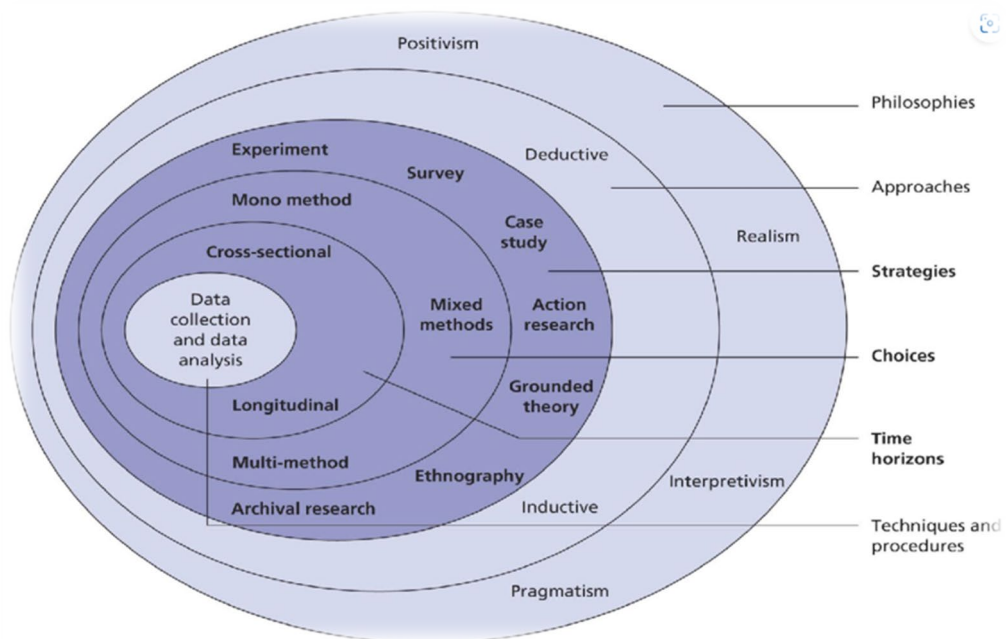 Positivism
Philosophies
Experiment
Deductive
Survey
Approaches
Mono method
Case
study
Realism
Cross-sectional
Strategies
Data
collection
and data
analysis
Mixed
methods
Action
research
Choices
Grounded
theory
Longitudinal
Time
horizons
Multi-method
Ethnography
Interpretivism
Archival research
Inductive
Techniques and
procedures
Pragmatism